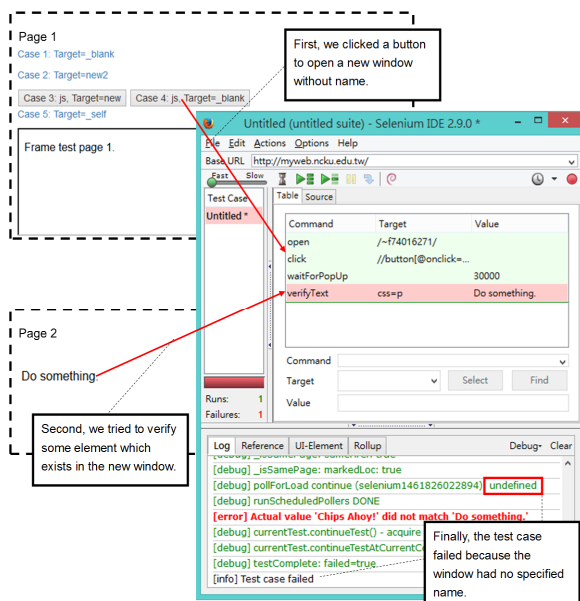 Page 1
Case 1: Target=_blank
Case 2: Target=new2
Case 3: js, Target=new
Case 4: js, Target=_blank
Case 5: Target=_self
Frame test page 1.
First, we clicked a button
to open a new window
without name.
Untitled (untitled suite) - Selenium IDE 2.9.0 *
File Edit Actions Options Help
Base URL http://myweb.ncku.edu.tw/
Fast Slow
Test Case
Untitled *
Table Source
Command Target Value
open /~f74016271/
click //button[@onclick=...
waitForPopUp 30000
verifyText css=p Do something.
Command
Target Select Find
Value
Runs: 1
Failures: 1
Page 2
Do something.
Second, we tried to verify
some element which
exists in the new window.
Log Reference UI-Element Rollup Debug Clear
[debug] _isSamePage: markedLoc: true
[debug] pollForLoad continue (selenium1461826022894) undefined
[debug] runScheduledPollers DONE
[error] Actual value 'Chips Ahoy!' did not match 'Do something.'
[debug] currentTest.continueTest() - acquire
[debug] currentTest.continueTestAtCurrentC
[debug] testComplete: failed=true
[info] Test case failed
Finally, the test case
failed because the
window had no specified
name.